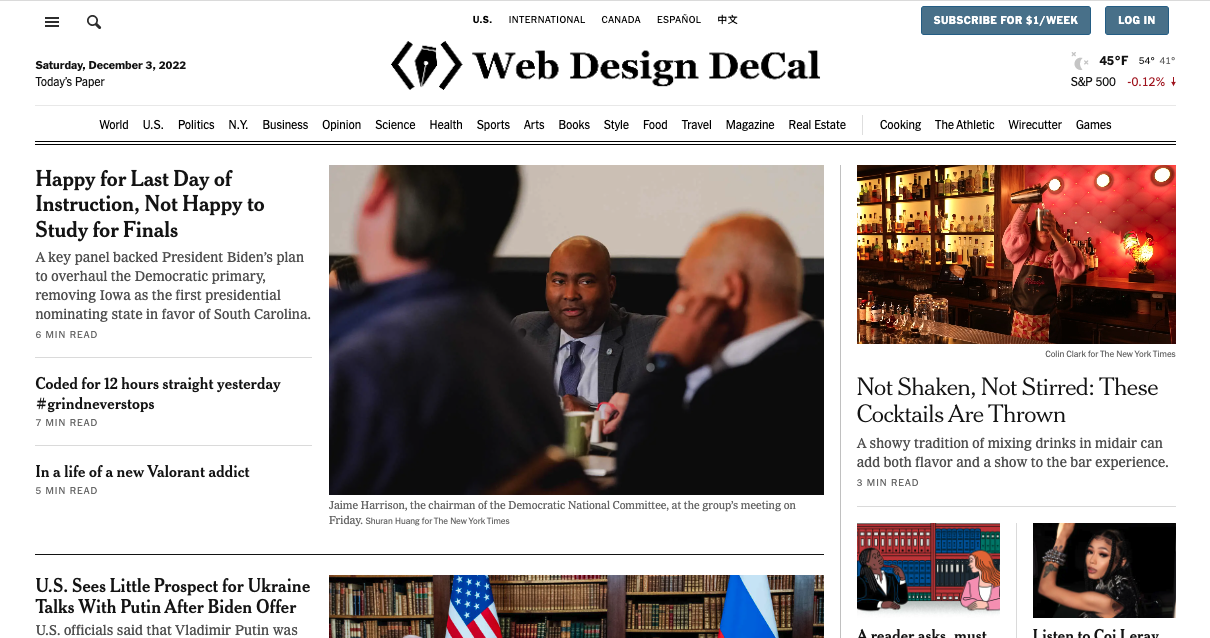 U.S. INTERNATIONAL CANADA ESPAÑOL 中文
SUBSCRIBE FOR $1/WEEK LOG IN
Saturday, December 3, 2022
Today's Paper
Web Design DeCal
45°F 54° 41°
S&P 500 -0.12%
World U.S. Politics N.Y. Business Opinion Science Health Sports Arts Books Style Food Travel Magazine Real Estate Cooking The Athletic Wirecutter Games
Happy for Last Day of
Instruction, Not Happy to
Study for Finals
A key panel backed President Biden's plan
to overhaul the Democratic primary,
removing Iowa as the first presidential
nominating state in favor of South Carolina.
6 MIN READ
Coded for 12 hours straight yesterday
#grindneverstops
7 MIN READ
In a life of a new Valorant addict
5 MIN READ
Jaime Harrison, the chairman of the Democratic National Committee, at the group's meeting on
Friday. Shuran Huang for The New York Times
U.S. Sees Little Prospect for Ukraine
Talks With Putin After Biden Offer
U.S. officials said that Vladimir Putin was
Colin Clark for The New York Times
Not Shaken, Not Stirred: These
Cocktails Are Thrown
A showy tradition of mixing drinks in midair can
add both flavor and a show to the bar experience.
3 MIN READ
A reader asks, must
Listen to Coi Leray